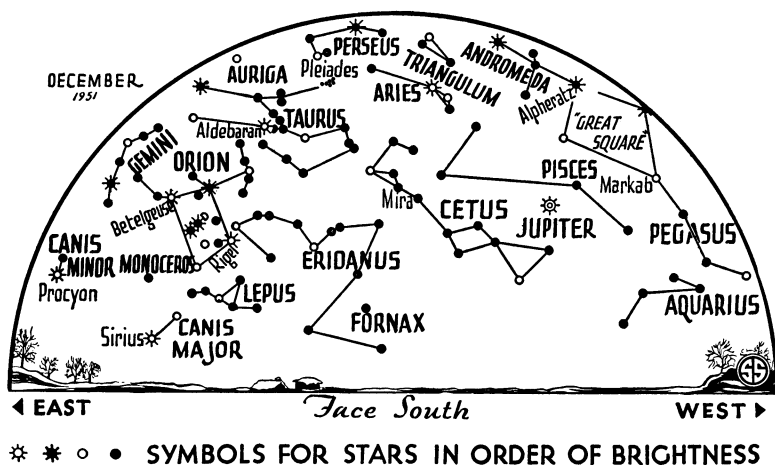 DECEMBER
1951
PERSEUS
Pleiades
AURIGA
TRIANGULUM
ANDROMEDA
ARIES
Alpheratz
TAURUS
Aldebaran
"GREAT
SQUARE"
GEMINI
ORION
PISCES
Markab
Mira
Betelgeuse
CETUS
JUPITER
PEGASUS
CANIS
MINOR
MONOCEROS
Rigel
ERIDANUS
Procyon
LEPUS
AQUARIUS
FORNAX
Sirius
CANIS
MAJOR
SS
EAST
Face South
WEST
SYMBOLS FOR STARS IN ORDER OF BRIGHTNESS